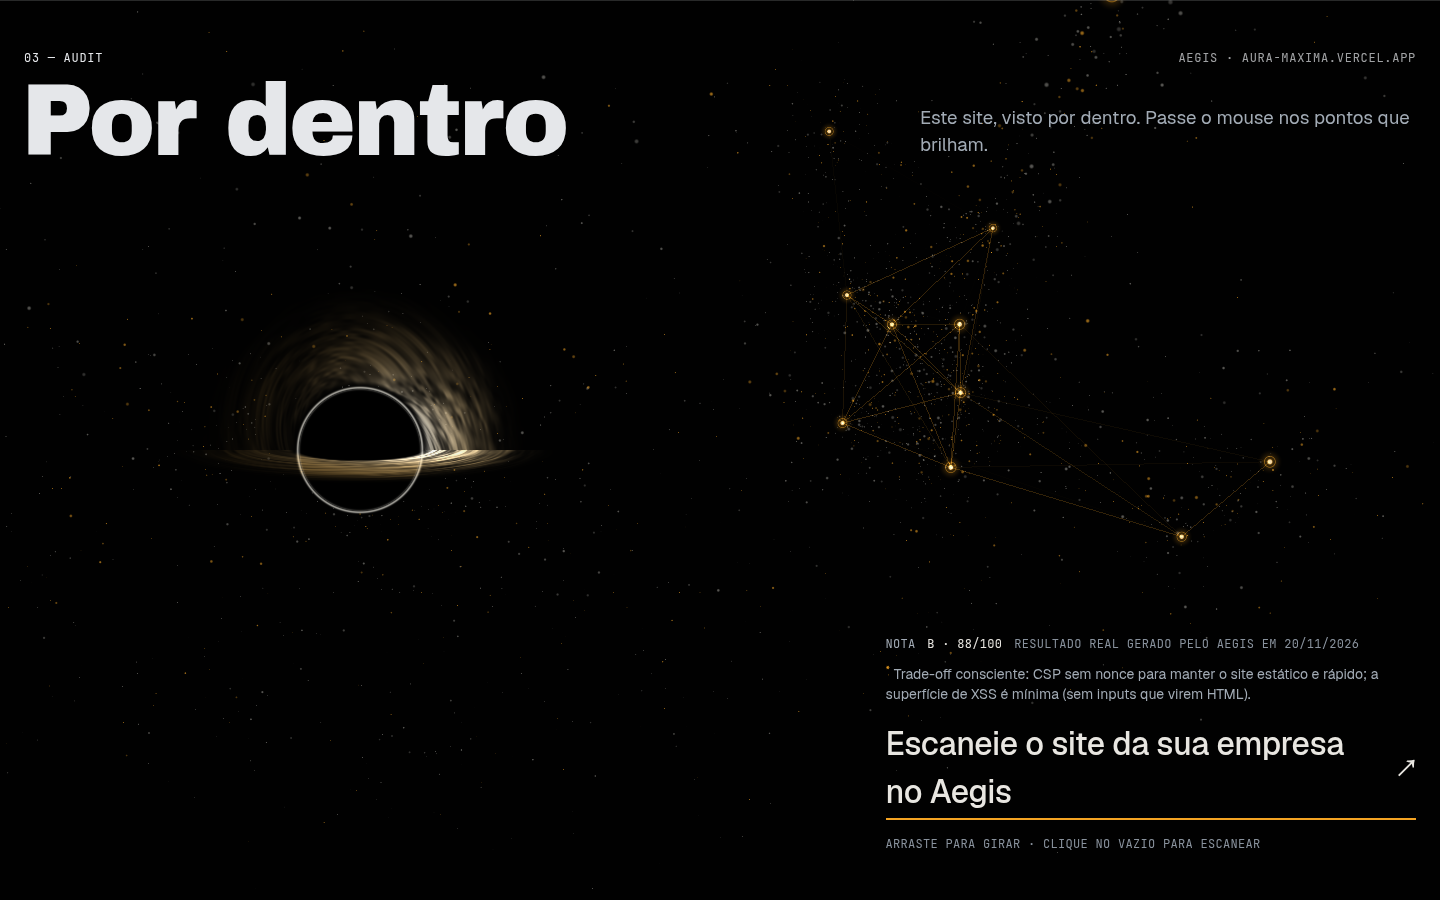 03 — AUDIT
AEGIS · AURA-MAXIMA.VERCEL.APP
Por dentro
Este site, visto por dentro. Passe o mouse nos pontos que
brilham.
NOTA B · 88/100 RESULTADO REAL GERADO PELO AEGIS EM 20/11/2026
Trade-off consciente: CSP sem nonce para manter o site estático e rápido; a
superfície de XSS é mínima (sem inputs que virem HTML).
Escaneie o site da sua empresa
no Aegis ↗
ARRASTE PARA GIRAR · CLIQUE NO VAZIO PARA ESCANEAR